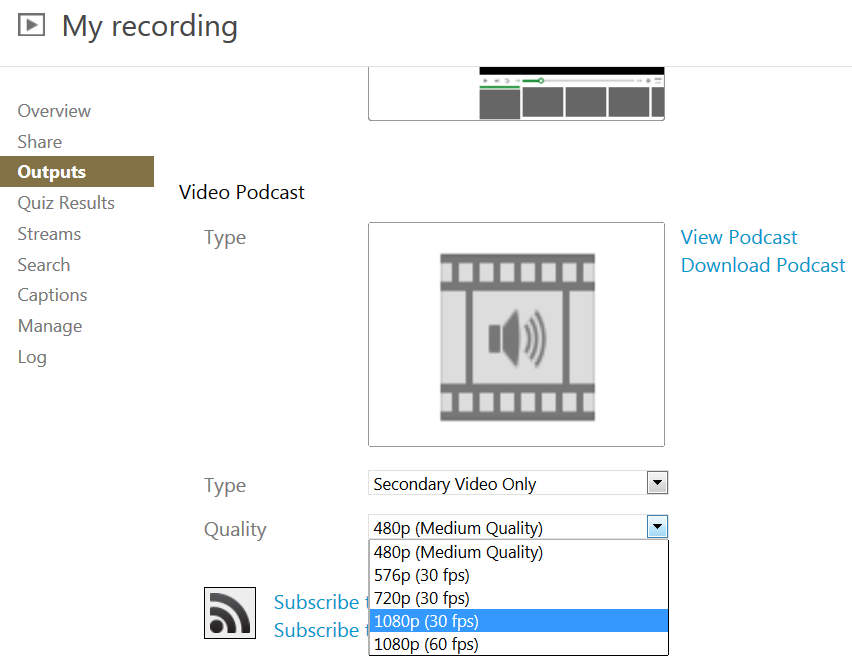 My recording
Overview
Share
Outputs
Quiz Results
Streams
Search
Captions
Manage
Log
Video Podcast
Type
View Podcast
Download Podcast
Type
Secondary Video Only
Quality
480p (Medium Quality)
480p (Medium Quality)
576p (30 fps)
720p (30 fps)
1080p (30 fps)
1080p (60 fps)
Subscribe
Subscribe